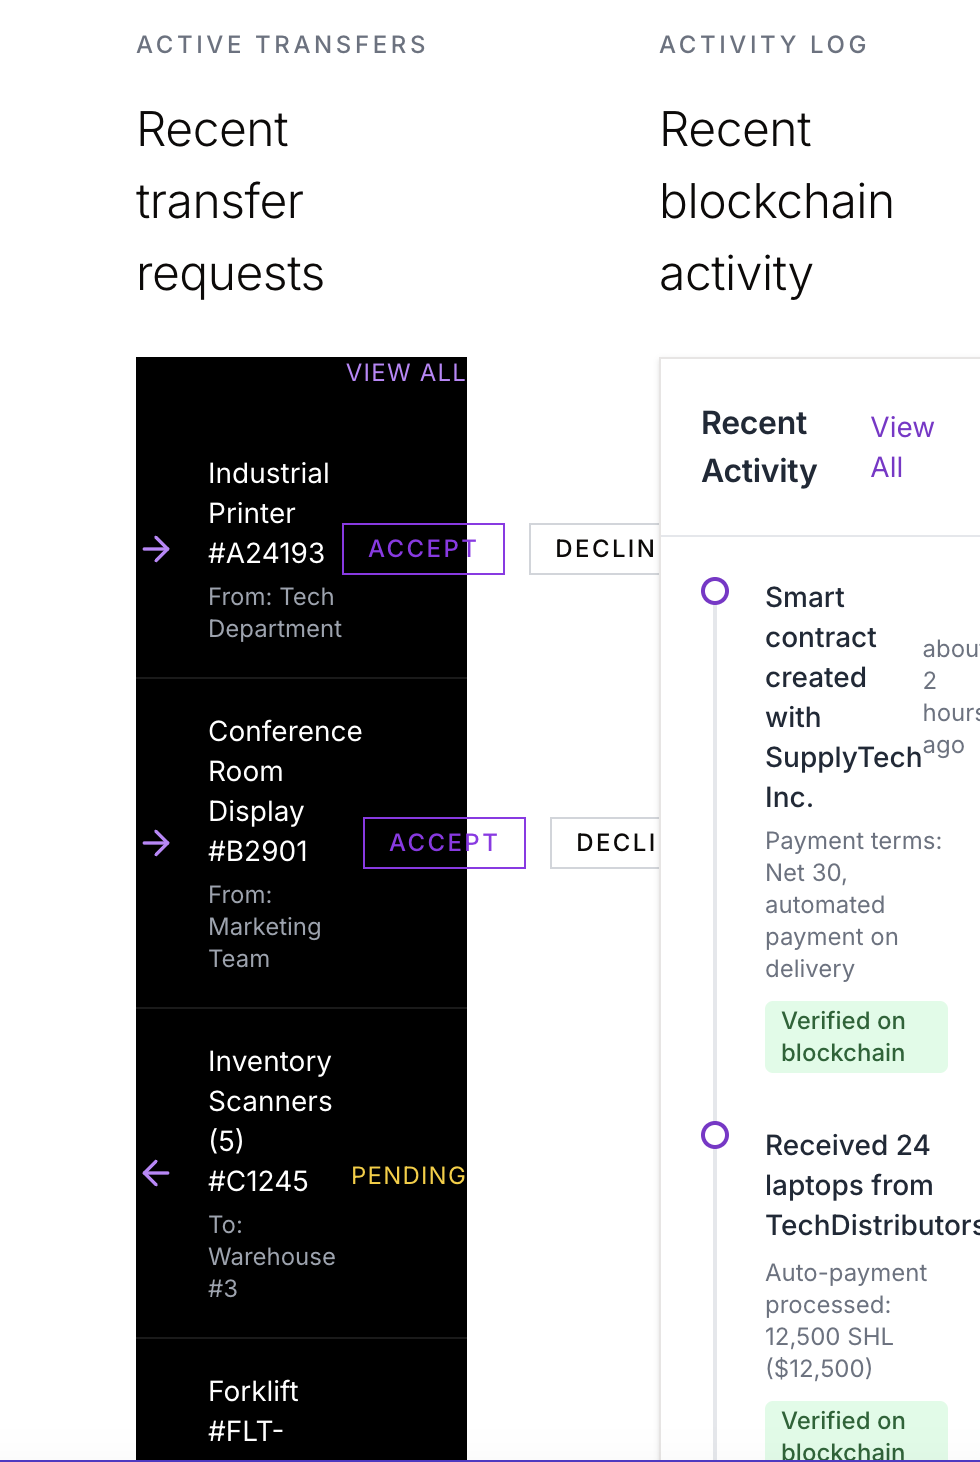 ACTIVE TRANSFERS
Recent
transfer
requests
VIEW ALL
Industrial
Printer
#A24193
From: Tech
Department
ACCEPT
DECLIN
Conference
Room
Display
#B2901
From:
Marketing
Team
ACCEPT
DECLI
Inventory
Scanners
(5)
#C1245
To:
Warehouse
#3
PENDING
Forklift
#FLT-
ACTIVITY LOG
Recent
blockchain
activity
Recent
Activity
View
All
Smart
contract
created
with
SupplyTech
Inc.
about
2
hours
ago
Payment terms:
Net 30,
automated
payment on
delivery
Verified on
blockchain
Received 24
laptops from
TechDistributors
Auto-payment
processed:
12,500 SHL
($12,500)
Verified on
blockchain